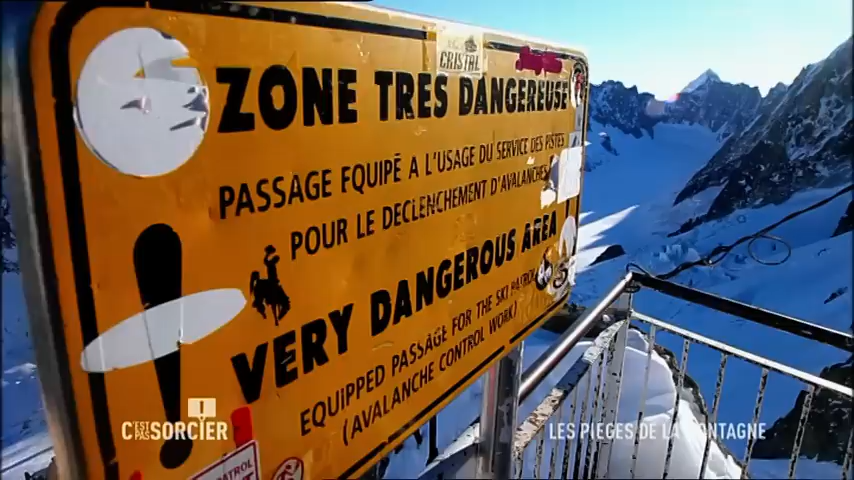 CRISTAL
ZONE TRES DANGEREUSE
PASSAGE EQUIPÉ A L'USAGE DU SERVICE DES PISTES
POUR LE DECLENCHEMENT D'AVALANCHES
!
VERY DANGEROUS AREA
EQUIPPED PASSAGE FOR THE SKI PATROL
(AVALANCHE CONTROL WORK)
PATROL
C'EST PAS SORCIER
LES PIEGES DE LA MONTAGNE